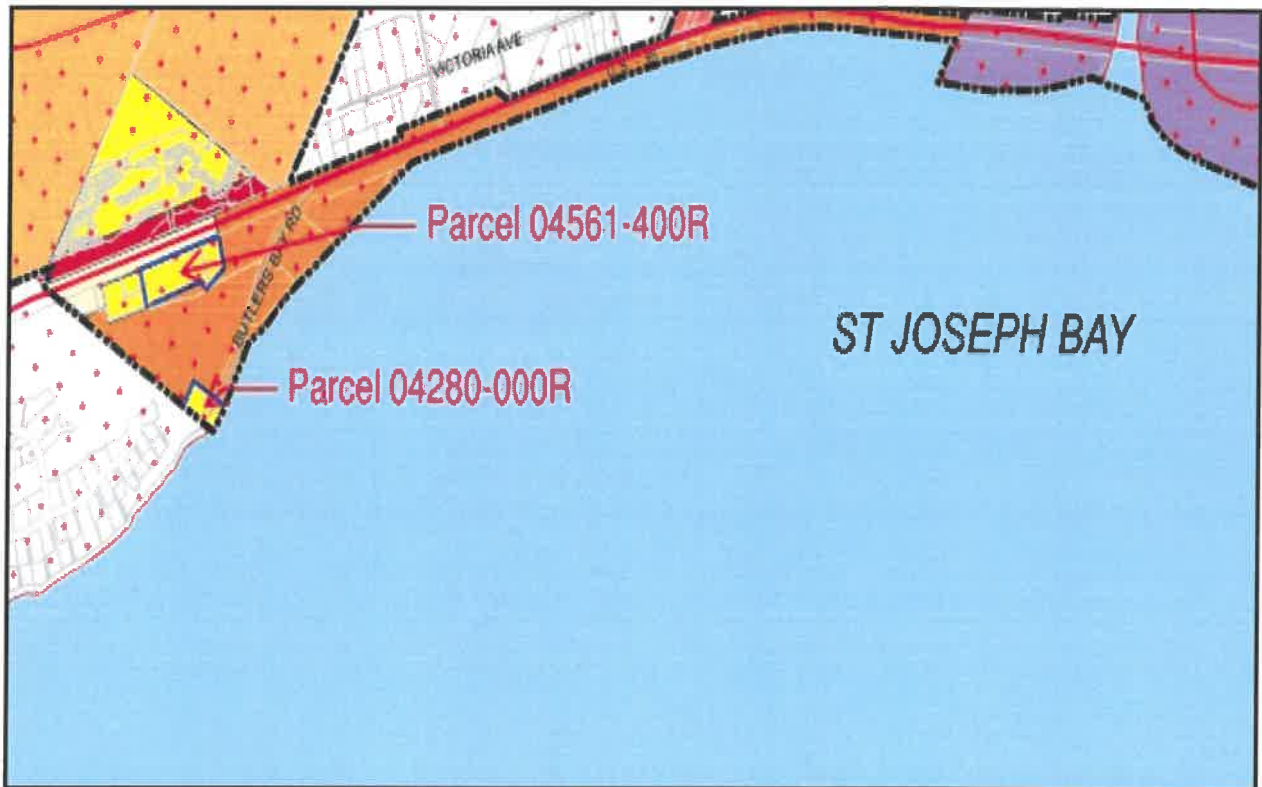 VICTORIA AVE
Parcel 04561-400R
BUTLERS BAY RD
ST JOSEPH BAY
Parcel 04280-000R